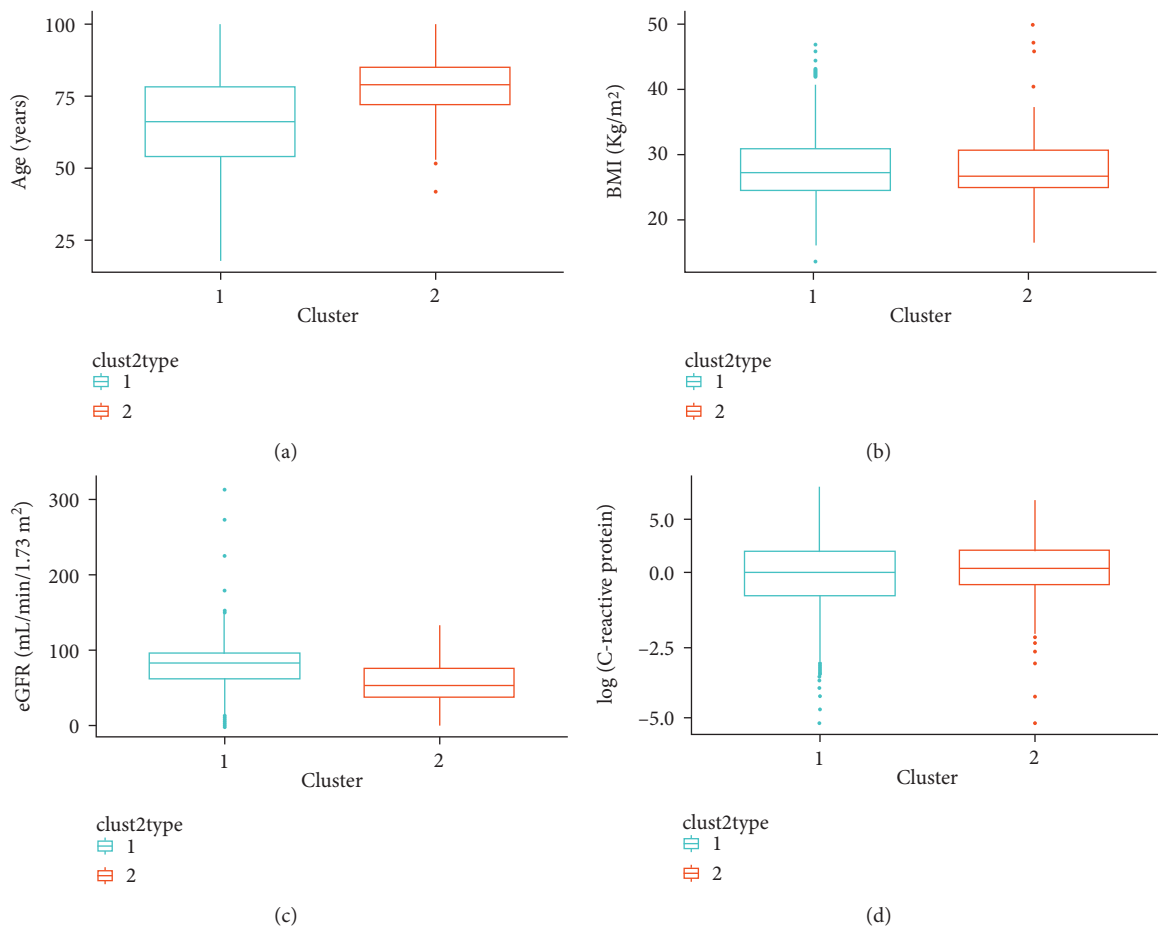 100
75
50
25
Age (years)
1
2
Cluster
clust2type
1
2
(a)
50
40
30
20
BMI (Kg/m2)
1
2
Cluster
clust2type
1
2
(b)
300
200
100
0
eGFR (mL/min/1.73 m²)
1
2
Cluster
clust2type
1
2
(c)
5.0
0.0
−2.5
−5.0
log (C-reactive protein)
1
2
Cluster
clust2type
1
2
(d)